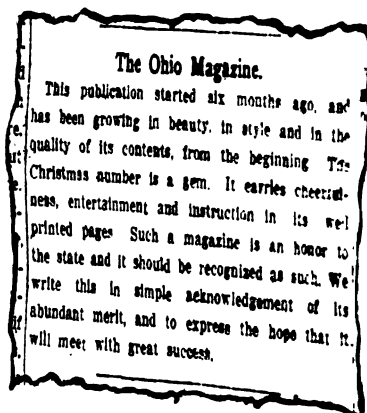 The Ohio Magazine.
This publication started six months ago, and
has been growing in beauty, in style and in the
quality of its contents, from the beginning The
Christmas number is a gem. It carries cheerful-
ness, entertainment and instruction in its well
printed pages Such a magazine is an honor to
the state and it should be recognized as such. We
write this in simple acknowledgement of its
abundant merit, and to express the hope that it
will meet with great success.